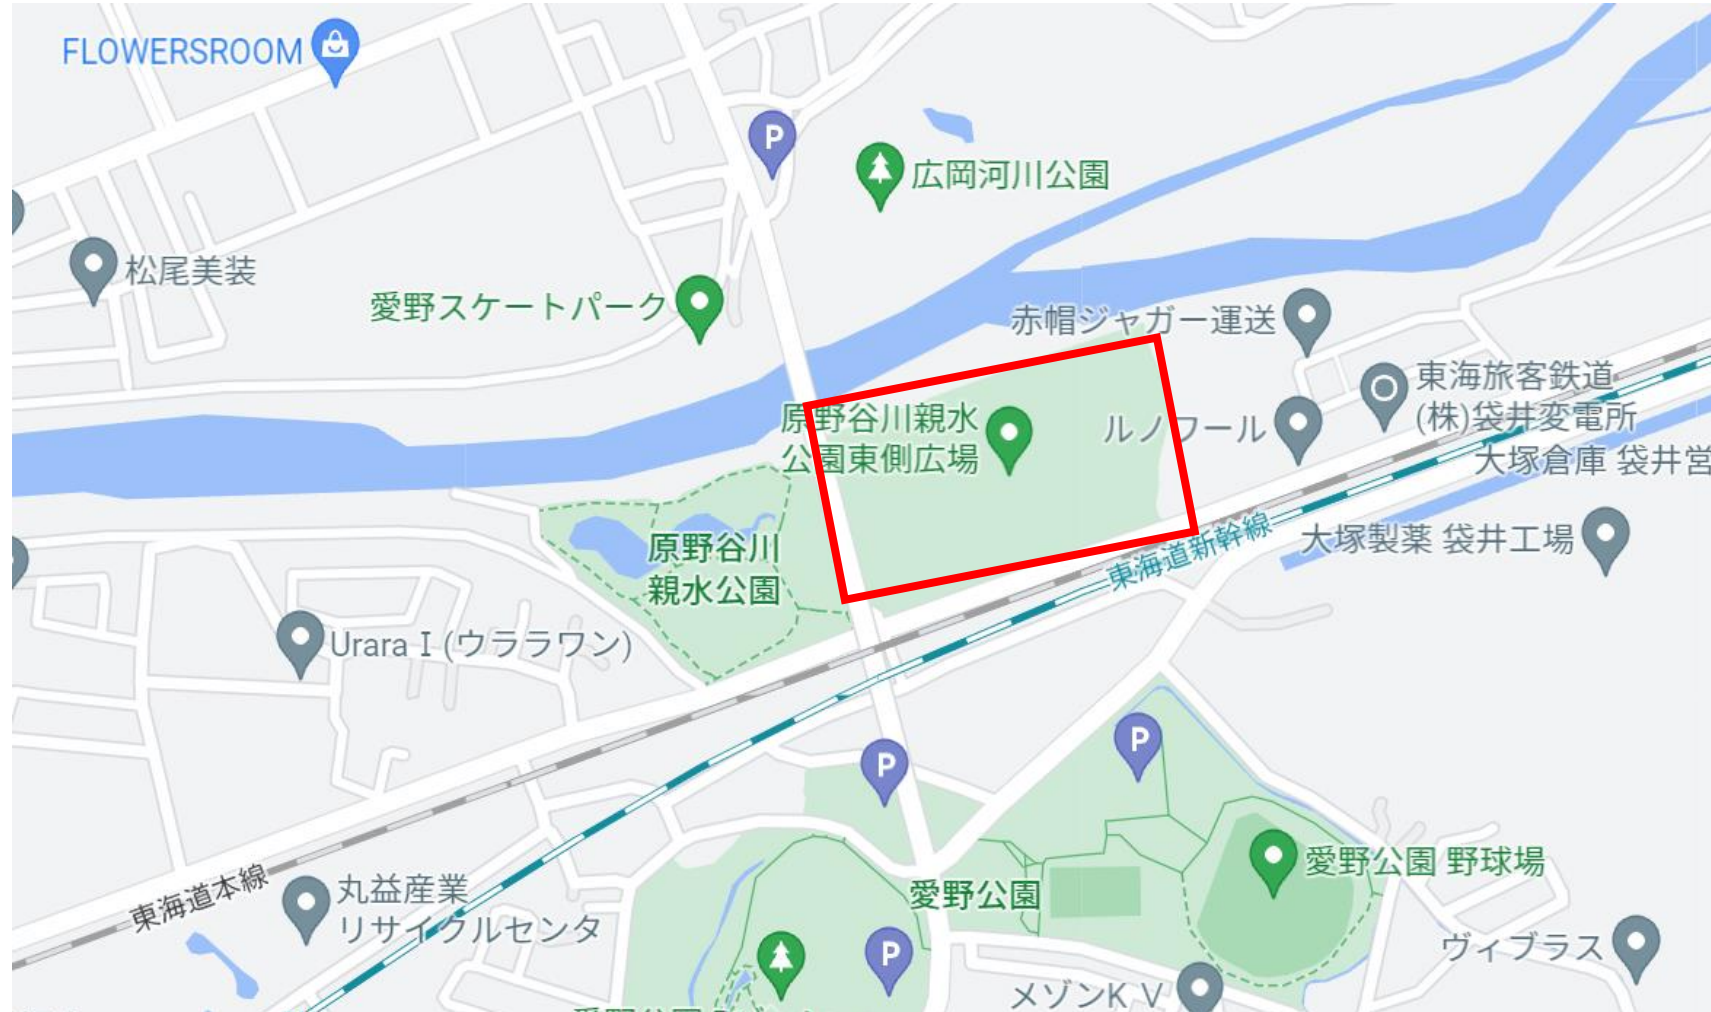 FLOWERSROOM
P
広岡河川公園
松尾美装
愛野スケートパーク
赤帽ジャガー運送
東海旅客鉄道
(株)袋井変電所
原野谷川親水
公園東側広場
ルノワール
大塚倉庫 袋井営
大塚製薬 袋井工場
東海道新幹線
原野谷川
親水公園
Urara I (ウララワン)
P
P
愛野公園 野球場
愛野公園
東海道本線
丸益産業
リサイクルセンタ
P
ヴィブラス
メゾンK V